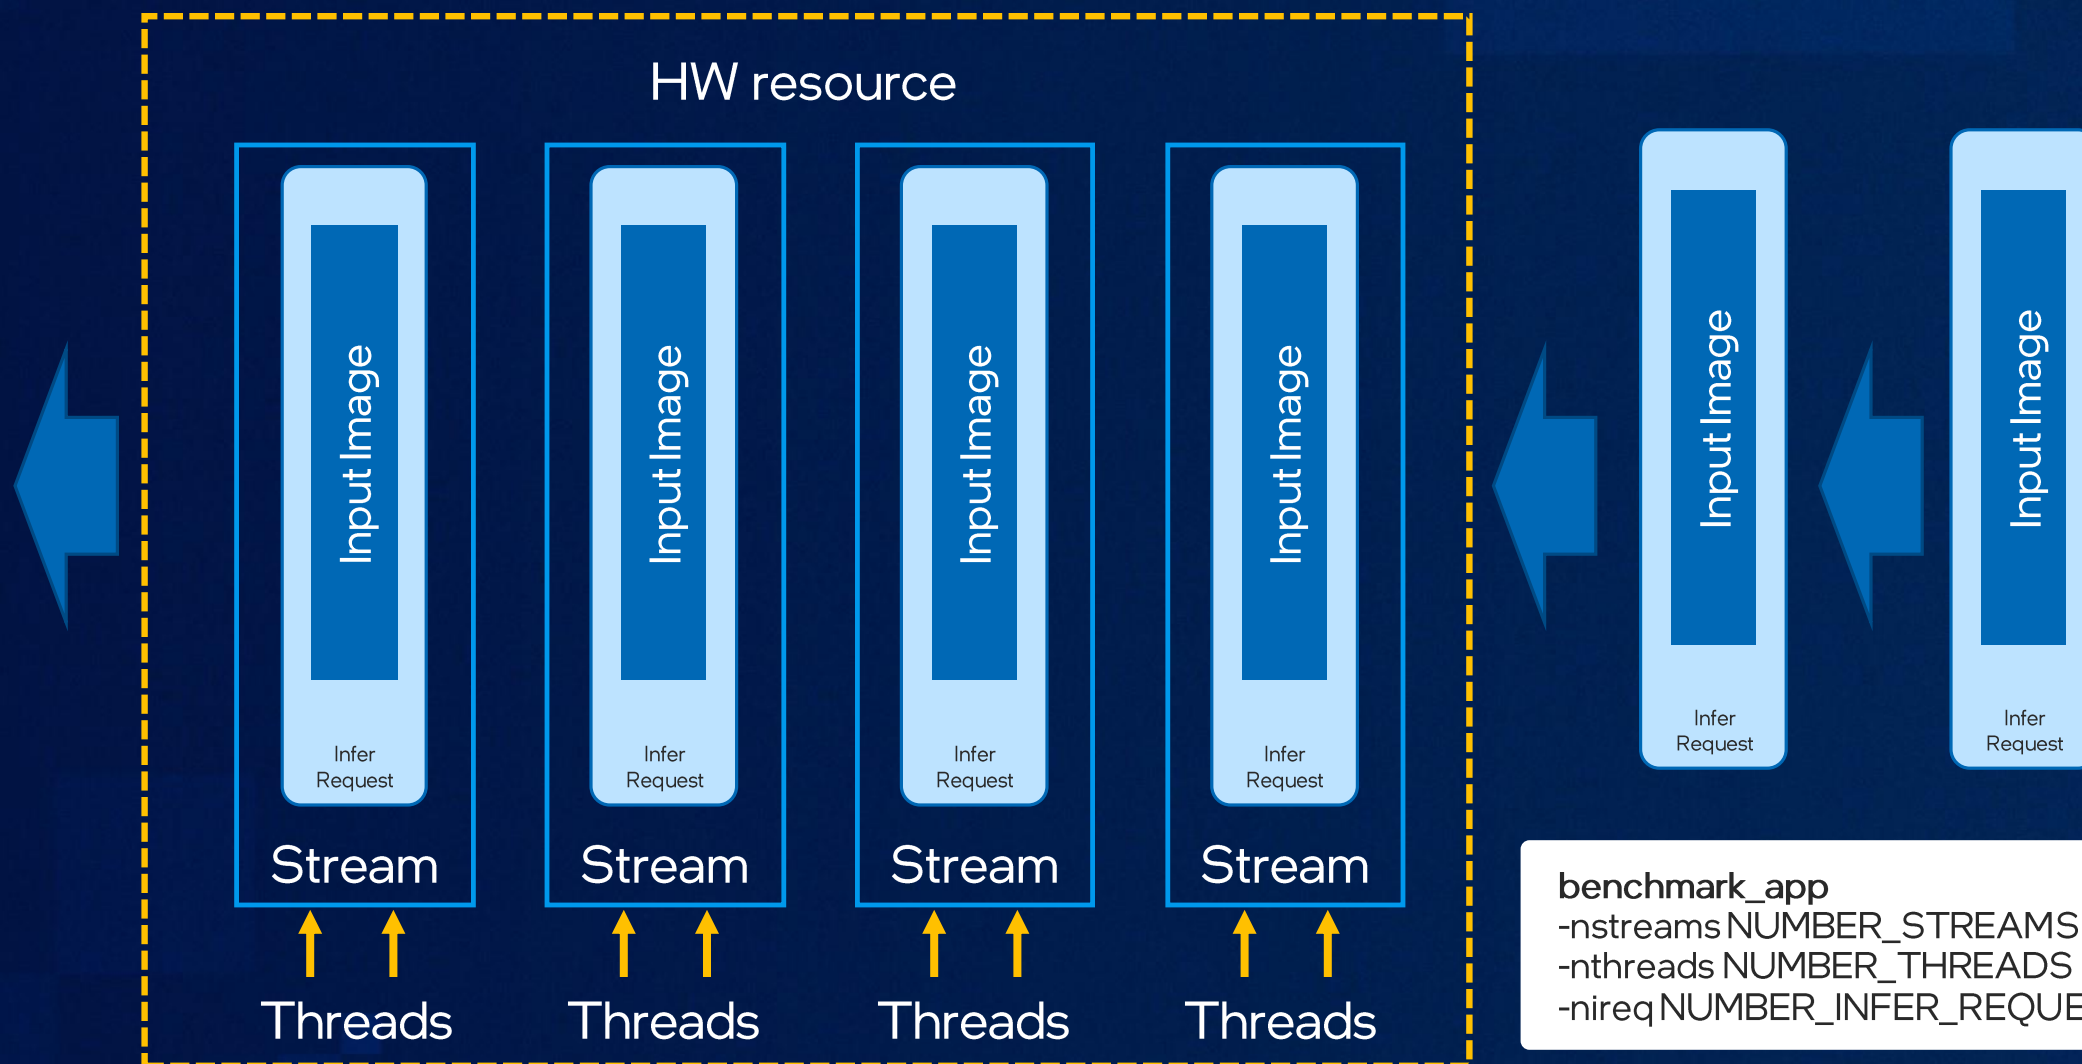 HW resource
Input Image
Infer
Request
Stream
Threads
Input Image
Infer
Request
Stream
Threads
Input Image
Infer
Request
Stream
Threads
Input Image
Infer
Request
Stream
Threads
Input Image
Infer
Request
Input Image
Infer
Request
benchmark_app
-nstreams NUMBER_STREAMS
-nthreads NUMBER_THREADS
-nireq NUMBER_INFER_REQUE